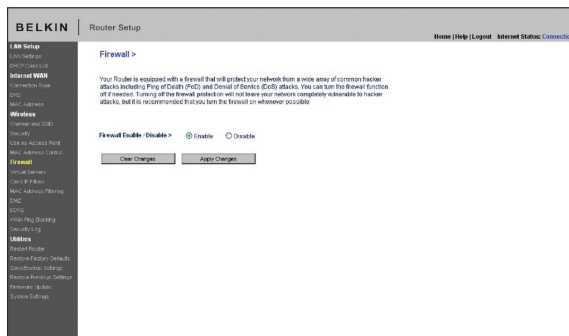 BELKIN
Router Setup
Home | Help | Logout Internet Status: Connectio
LAN Setup
LAN Settings
DHCP Client List
Internet WAN
Connection Type
DNS
MAC Address
Wireless
Channel and SSID
Security
Use as Access Point
MAC Address Control
Firewall
Virtual Servers
Client IP Filters
MAC Address Filtering
DMZ
DDNS
WAN Ping Blocking
Security Log
Utilities
Restart Router
Restore Factory Defaults
Save/Backup Settings
Restore Previous Settings
Firmware Update
System Settings
Firewall >
Your Router is equipped with a firewall that will protect your network from a wide array of common hacker
attacks including Ping of Death (PoD) and Denial of Service (DoS) attacks. You can turn the firewall function
off if needed. Turning off the firewall protection will not leave your network completely vulnerable to hacker
attacks, but it is recommended that you turn the firewall on whenever possible.
Firewall Enable / Disable > Enable Disable
Clear Changes Apply Changes